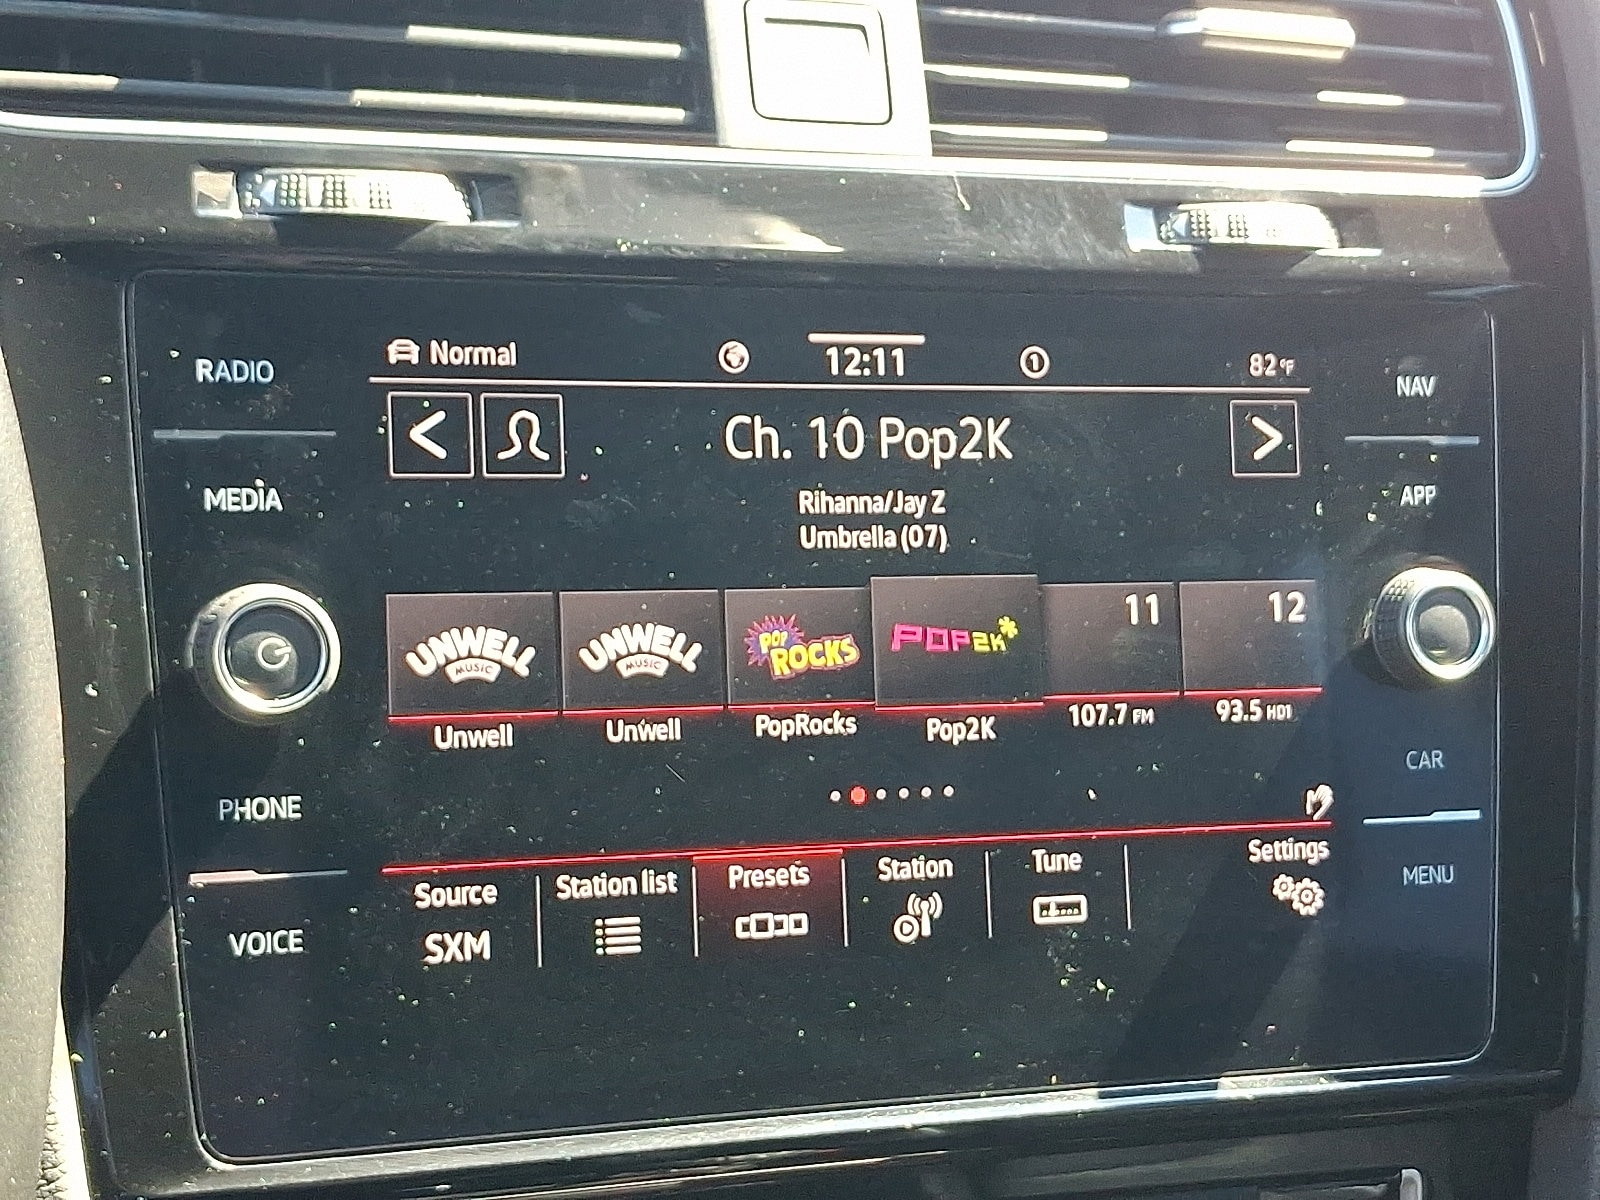 Normal
12:11
1
82°F
RADIO
NAV
Ch. 10 Pop2K
MEDIA
APP
Rihanna/Jay Z
Umbrella (07)
UNWELL
MUSIC
UNWELL
MUSIC
POP
ROCKS
POP2K*
11
12
Unwell
Unwell
PopRocks
Pop2K
107.7 FM
93.5 HD1
PHONE
CAR
Source
SXM
Station list
Presets
Station
Tune
Settings
MENU
VOICE